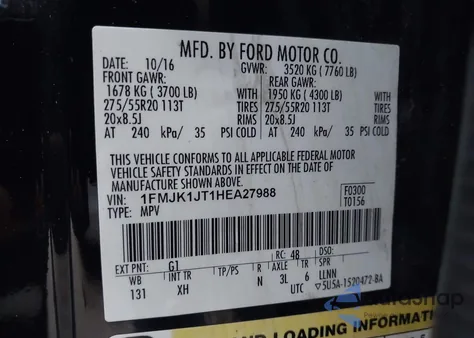 MFD. BY FORD MOTOR CO.
DATE: 10/16 GVWR: 3520 KG ( 7760 LB)
FRONT GAWR: REAR GAWR:
1678 KG ( 3700 LB) WITH 1950 KG ( 4300 LB) WITH
275/55R20 113T TIRES 275/55R20 113T TIRES
20x8.5J RIMS 20x8.5J RIMS
AT 240 kPa/ 35 PSI COLD AT 240 kPa/ 35 PSI COLD
THIS VEHICLE CONFORMS TO ALL APPLICABLE FEDERAL MOTOR
VEHICLE SAFETY STANDARDS IN EFFECT ON THE DATE OF
MANUFACTURE SHOWN ABOVE.
VIN: 1FMJK1JT1HEA27988 F0300
TYPE: MPV T0156
EXT PNT: G1 RC: 4B DSO:
WB INT TR TP/PS R AXLE TR SPR
131 XH N 3L 6 LLNN
UTC ▽5U5A-1520472-BA
LOADING INFORMATI